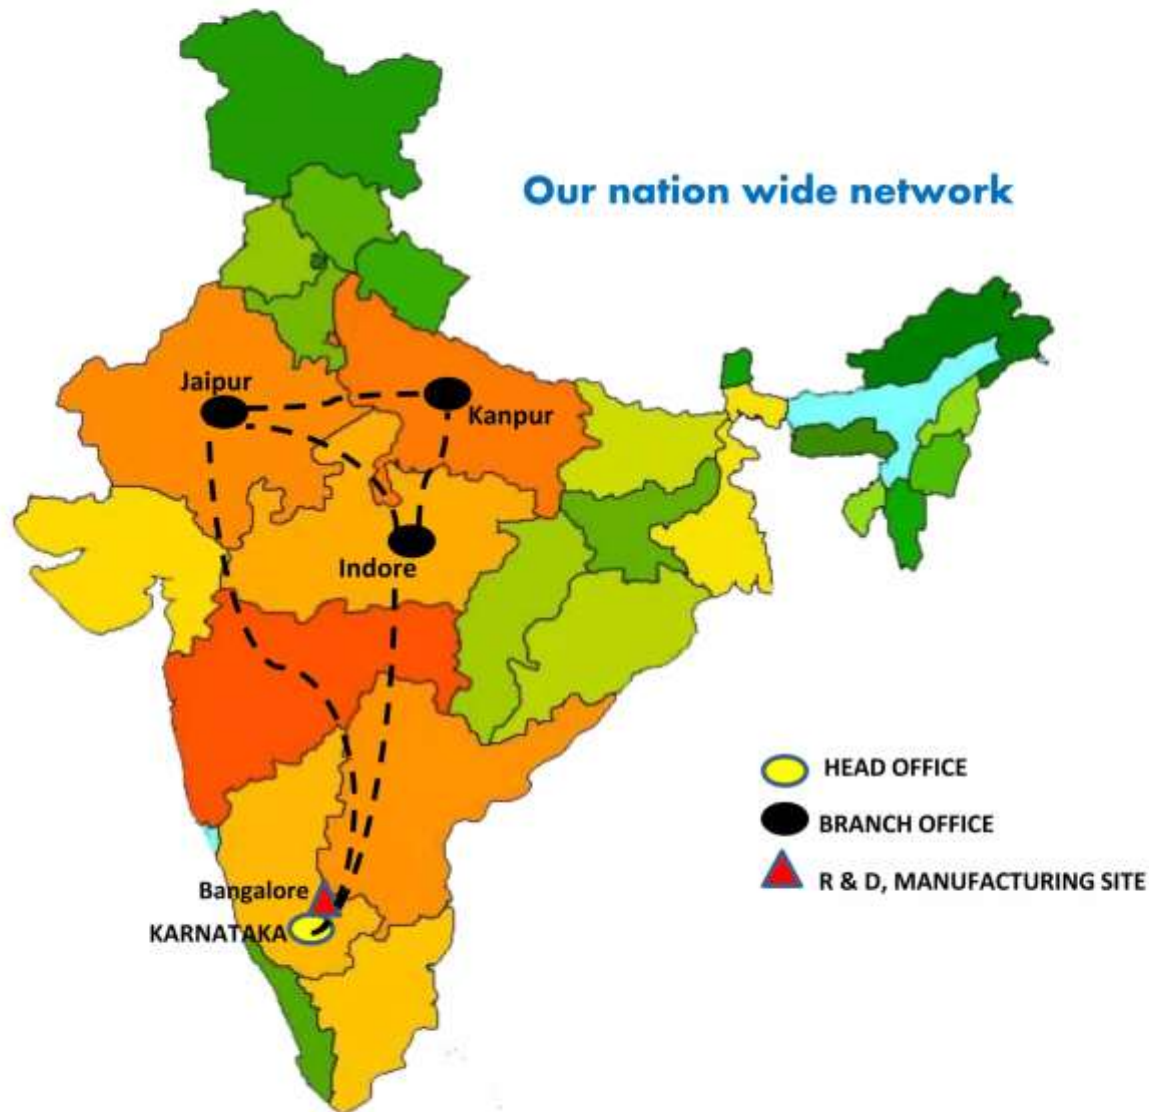 Our nation wide network
Jaipur
Kanpur
Indore
HEAD OFFICE
BRANCH OFFICE
R & D, MANUFACTURING SITE
Bangalore
KARNATAKA